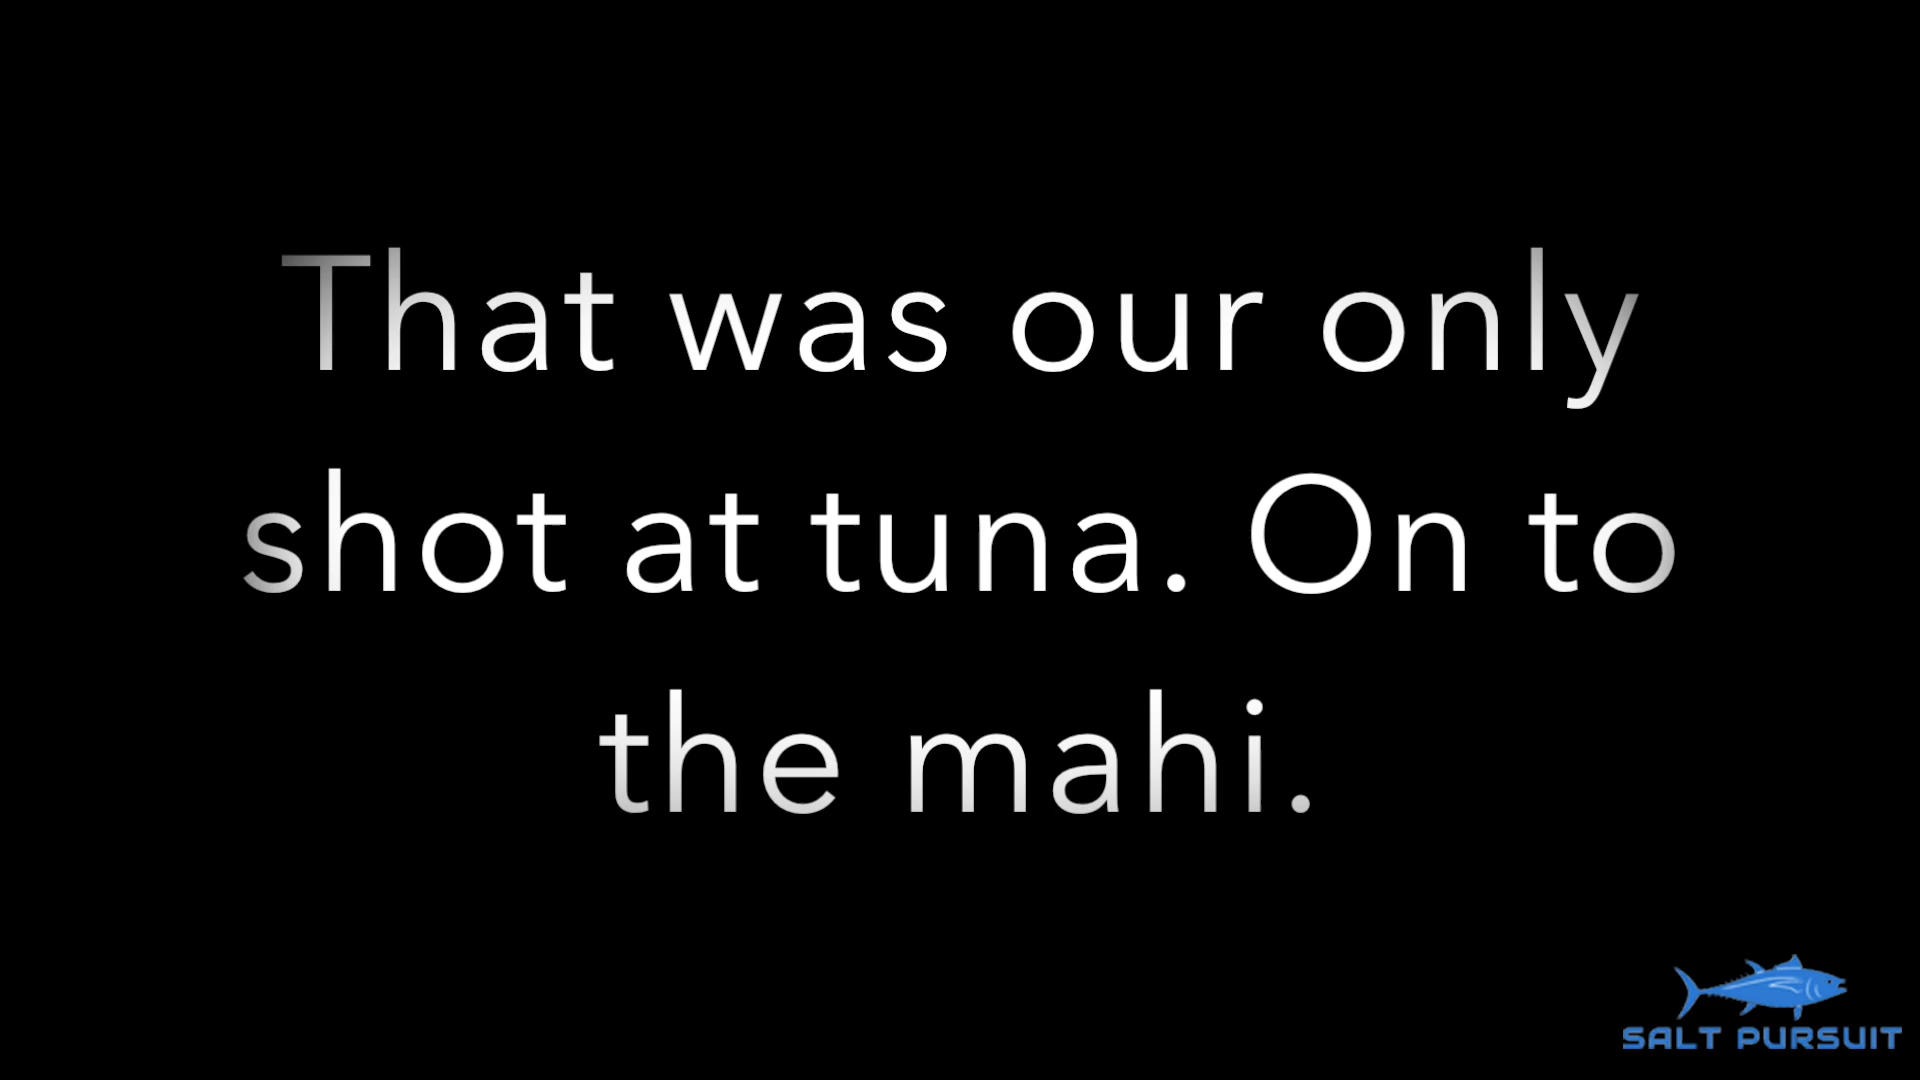 That was our only
shot at tuna. On to
the mahi.
SALT PURSUIT